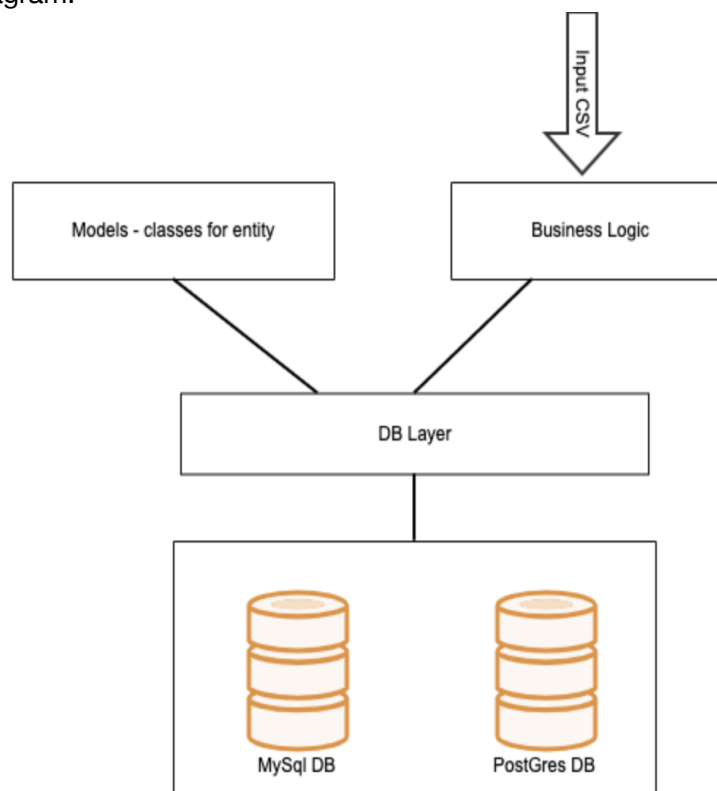 agram.
Input CSV
Models - classes for entity
Business Logic
DB Layer
MySql DB
PostGres DB